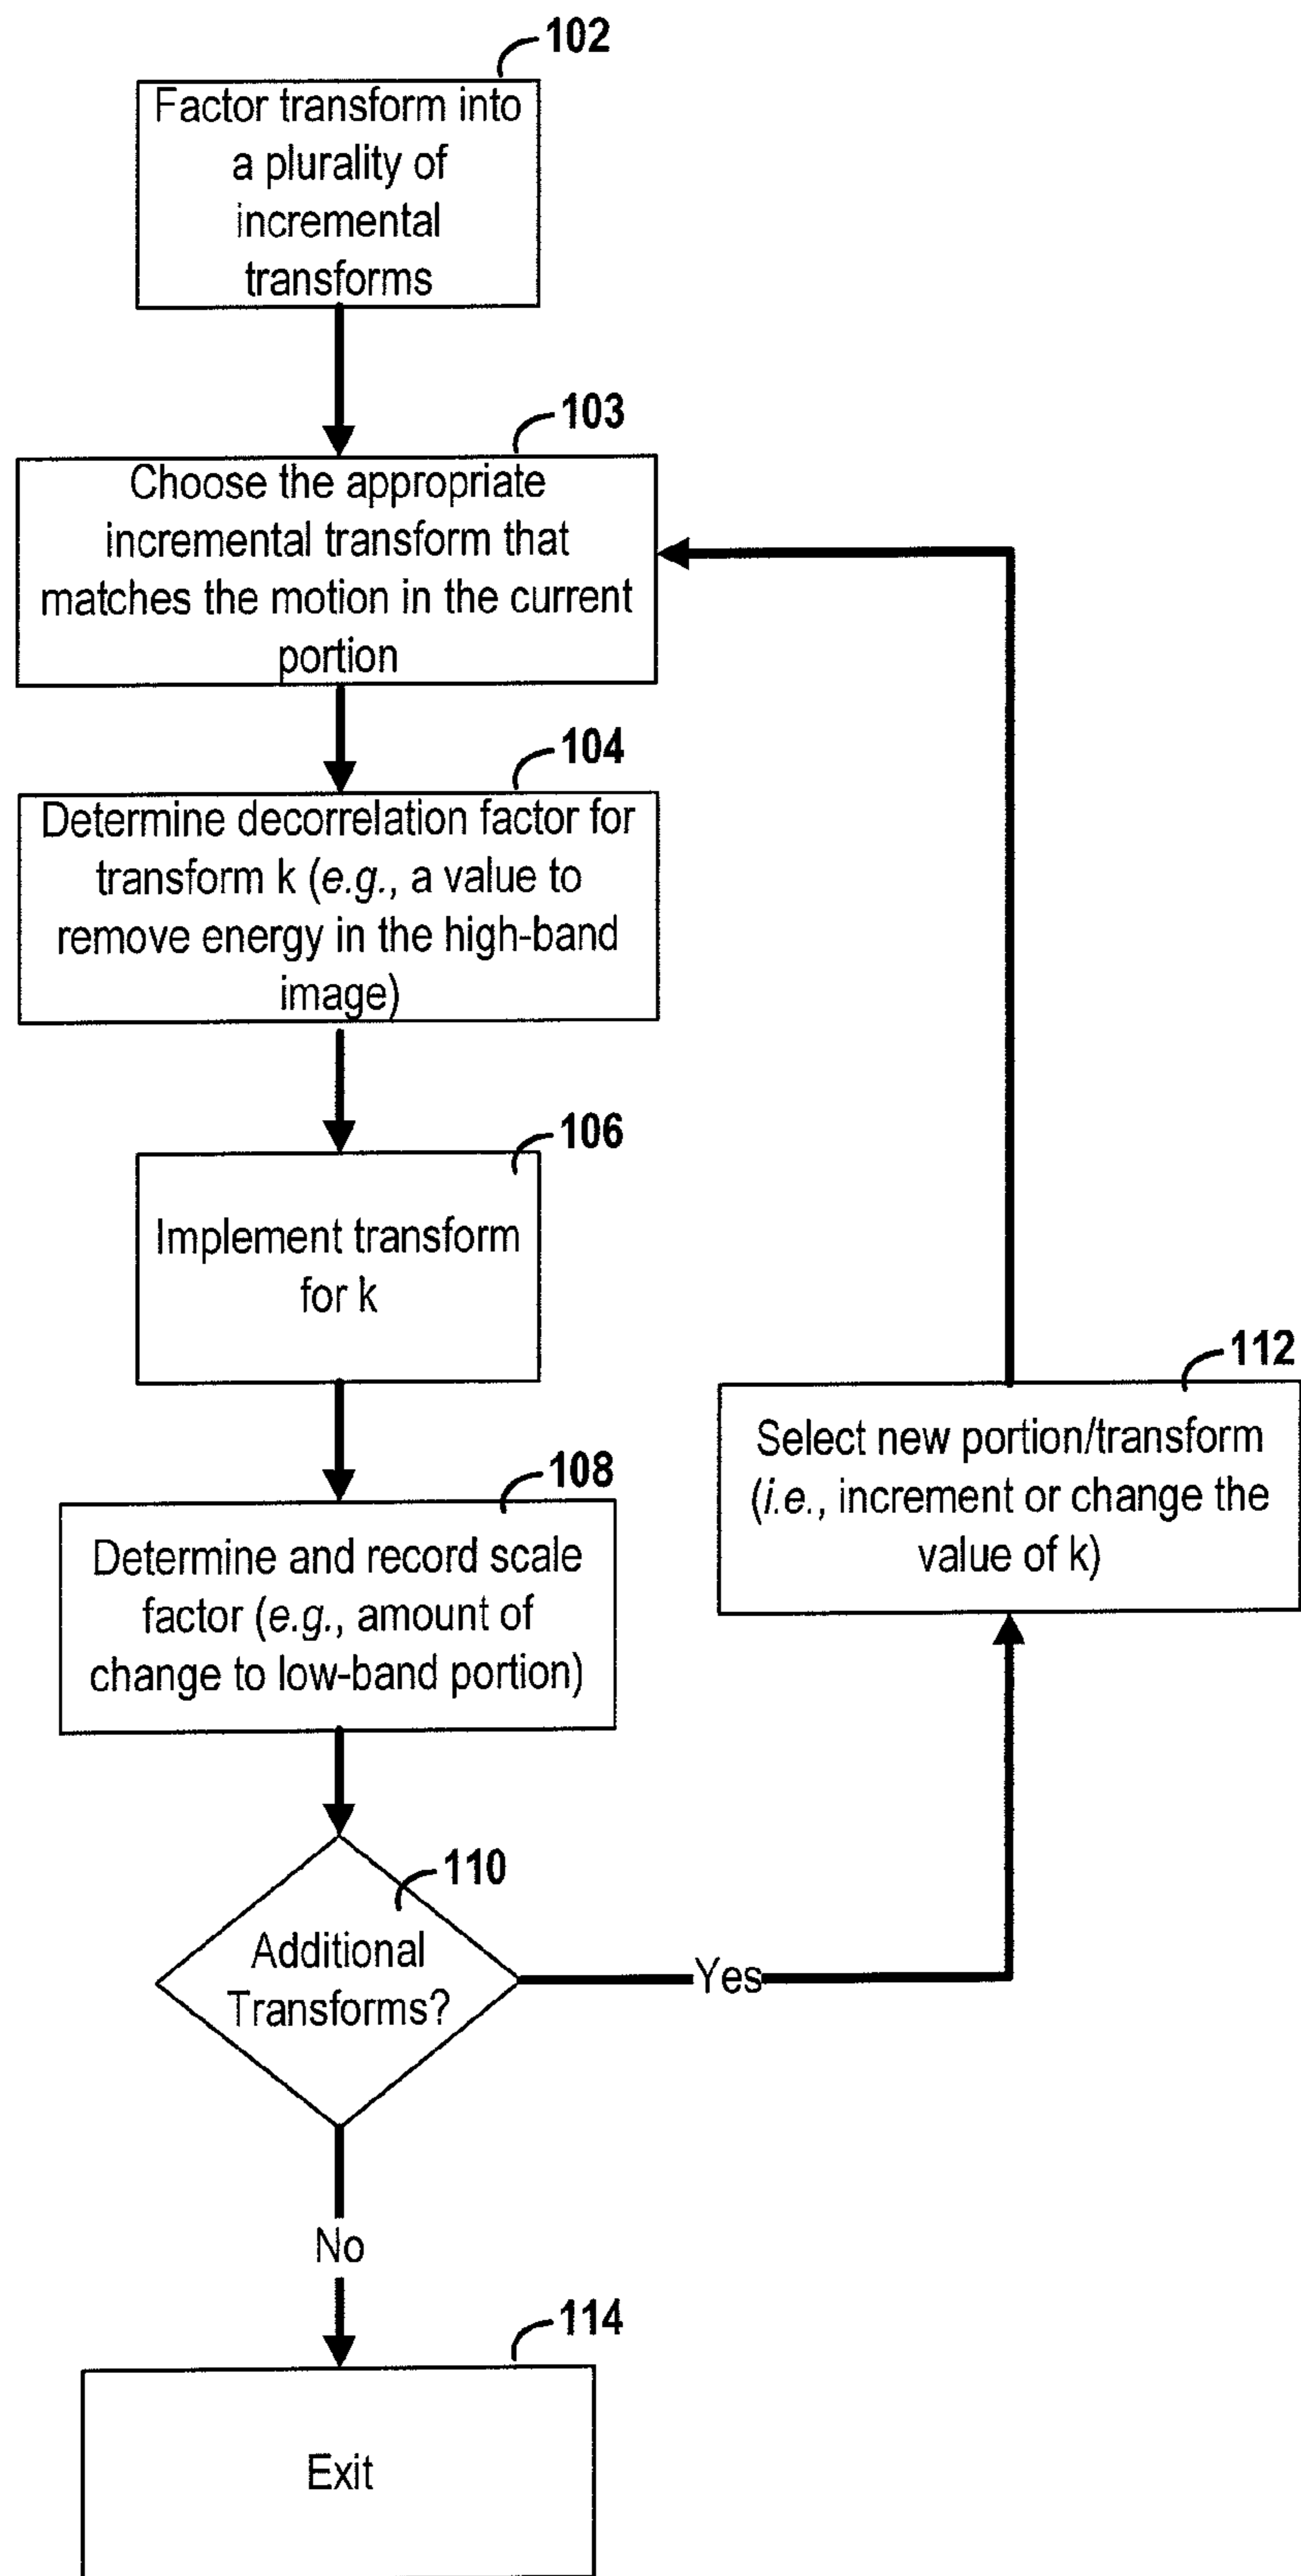 102
Factor transform into
a plurality of
incremental
transforms
103
Choose the appropriate
incremental transform that
matches the motion in the current
portion
104
Determine decorrelation factor for
transform k (e.g., a value to
remove energy in the high-band
image)
106
Implement transform
for k
112
Select new portion/transform
(i.e., increment or change the
value of k)
108
Determine and record scale
factor (e.g., amount of
change to low-band portion)
110
Additional
Transforms?
Yes
No
114
Exit